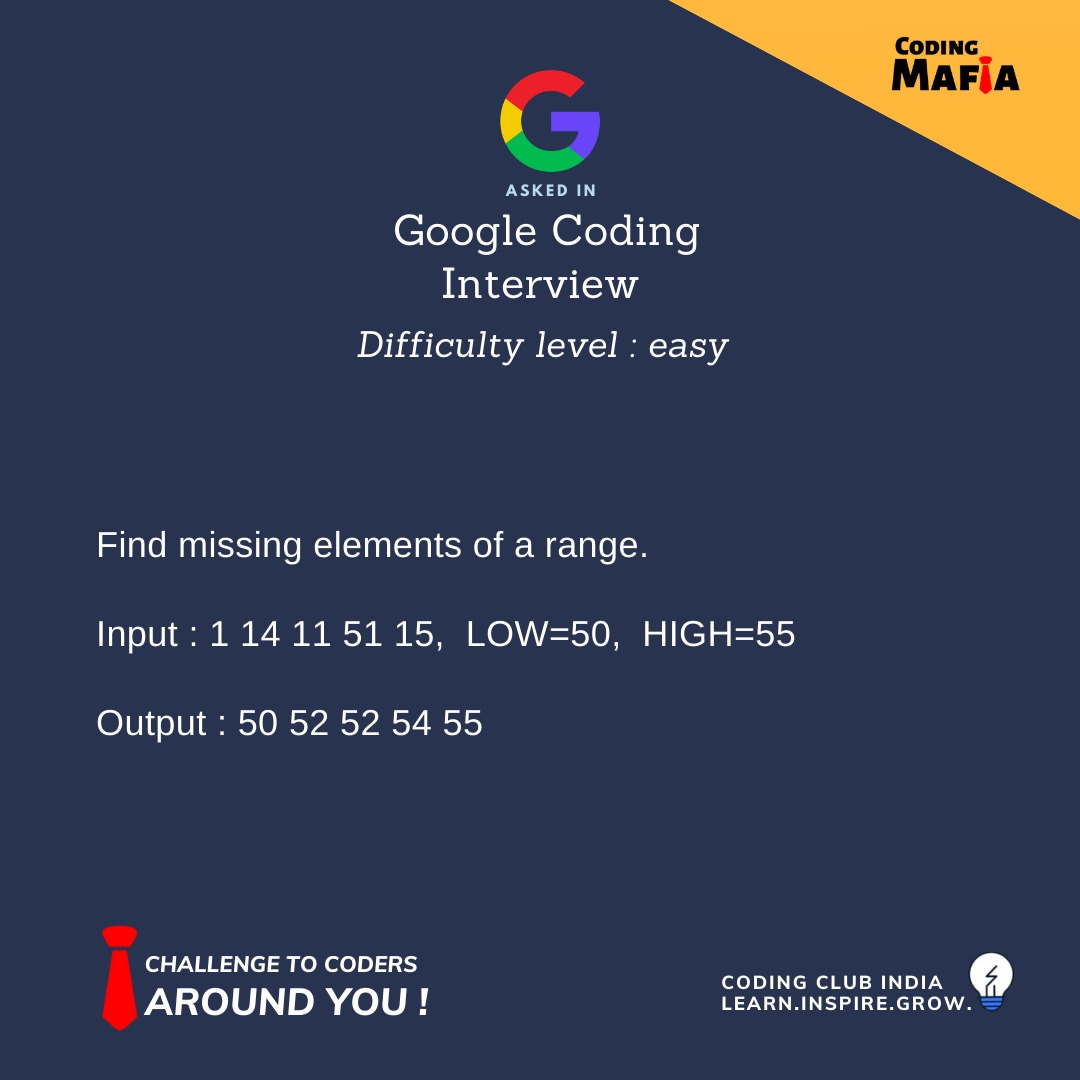 CODING
MAFIA
ASKED IN
Google Coding
Interview
Difficulty level : easy
Find missing elements of a range.
Input : 1 14 11 51 15, LOW=50, HIGH=55
Output : 50 52 52 54 55
CHALLENGE TO CODERS
AROUND YOU !
CODING CLUB INDIA
LEARN.INSPIRE.GROW.